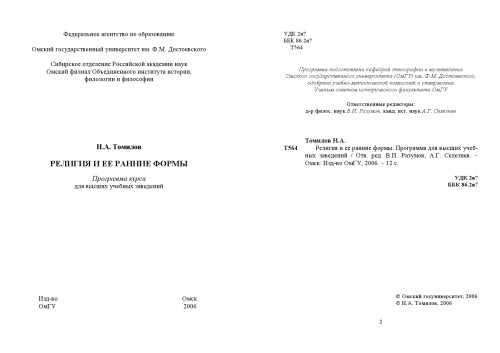 Федеральное агентство по образованию
Омский государственный университет им. Ф.М. Достоевского
Сибирское отделение Российской академии наук
Омский филиал Объединенного института истории,
филологии и философии
Н.А. Томилов
РЕЛИГИЯ И ЕЕ РАННИЕ ФОРМЫ
Программа курса
для высших учебных заведений
Изд-во Омск
ОмГУ 2006
УДК 2я7
ББК 86.2я7
Т564
Программа подготовлена кафедрой этнографии и музееведения
Омского государственного университета (ОмГУ) им. Ф.М. Достоевского,
одобрена учебно-методической комиссией и утверждена
Ученым советом исторического факультета ОмГУ
Ответственные редакторы:
д-р филос. наук В.И. Разумов, канд. ист. наук А.Г. Селезнев
Томилов Н.А.
Т564 Религия и ее ранние формы: Программа для высших учеб-
ных заведений / Отв. ред. В.И. Разумов, А.Г. Селезнев. –
Омск: Изд-во ОмГУ, 2006. – 12 с.
УДК 2я7
ББК 86.2я7
© Омский госуниверситет, 2006
© Н.А. Томилов, 2006
2